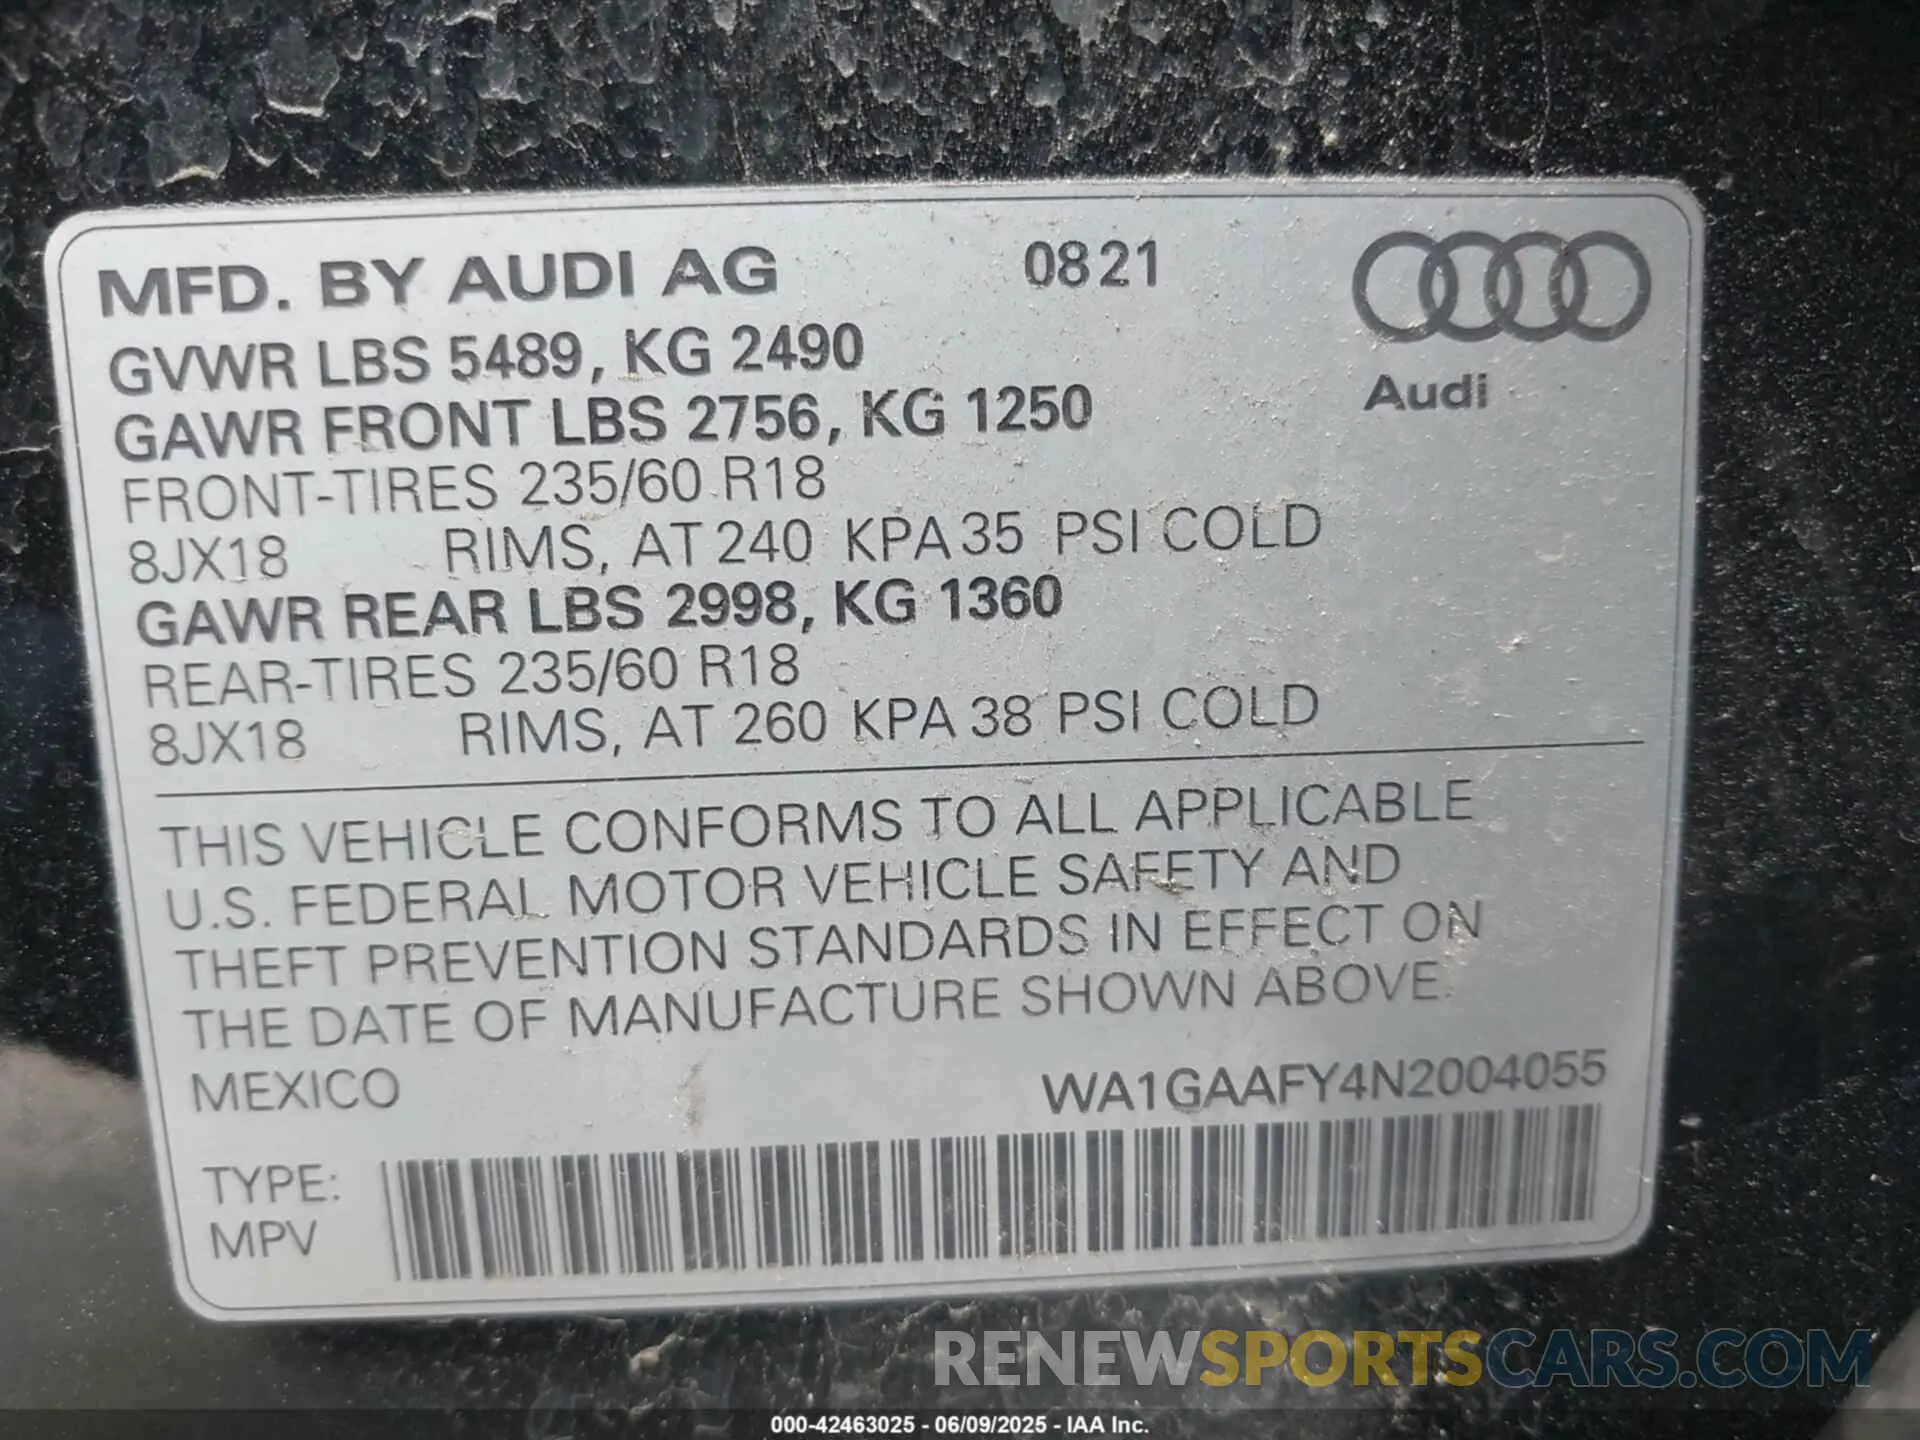 MFD. BY AUDI AG 0821
GVWR LBS 5489, KG 2490
GAWR FRONT LBS 2756, KG 1250
Audi
FRONT-TIRES 235/60 R18
8JX18 RIMS, AT 240 KPA 35 PSI COLD
GAWR REAR LBS 2998, KG 1360
REAR-TIRES 235/60 R18
8JX18 RIMS, AT 260 KPA 38 PSI COLD
THIS VEHICLE CONFORMS TO ALL APPLICABLE
U.S. FEDERAL MOTOR VEHICLE SAFETY AND
THEFT PREVENTION STANDARDS IN EFFECT ON
THE DATE OF MANUFACTURE SHOWN ABOVE.
MEXICO WA1GAAFY4N2004055
TYPE:
MPV
RENEWSPORTSCARS.COM
000-42463025 - 06/09/2025 - IAA Inc.